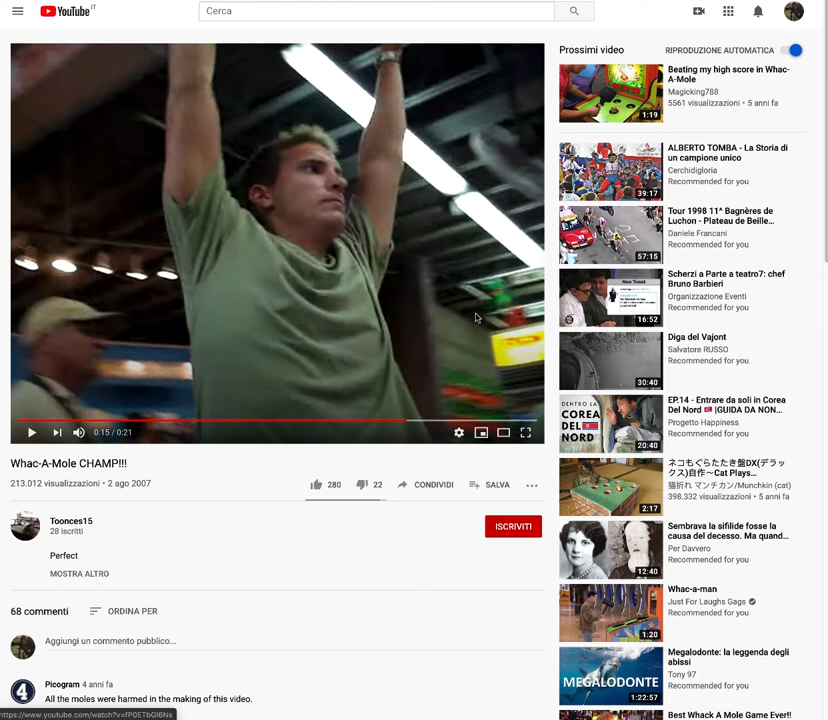 YouTube IT
Cerca
0:15 / 0:21
Whac-A-Mole CHAMP!!!
213.012 visualizzazioni • 2 ago 2007
280
22
CONDIVIDI
SALVA
Toonces15
28 iscritti
ISCRIVITI
Perfect
MOSTRA ALTRO
68 commenti
ORDINA PER
Aggiungi un commento pubblico...
Picogram 4 anni fa
All the moles were harmed in the making of this video.
https://www.youtube.com/watch?v=fP0ETbGI6Ns
Prossimi video
RIPRODUZIONE AUTOMATICA
1:19
Beating my high score in Whac-
A-Mole
Magicking788
5561 visualizzazioni • 5 anni fa
39:17
ALBERTO TOMBA - La Storia di
un campione unico
Cerchidigloria
Recommended for you
57:15
Tour 1998 11^ Bagnères de
Luchon - Plateau de Beille...
Daniele Francani
Recommended for you
16:52
Scherzi a Parte a teatro7: chef
Bruno Barbieri
Organizzazione Eventi
Recommended for you
30:40
Diga del Vajont
Salvatore RUSSO
Recommended for you
DENTRO LA
COREA
DEL
NORD
20:40
EP.14 - Entrare da soli in Corea
Del Nord 🇰🇵 |GUIDA DA NON...
Progetto Happiness
Recommended for you
2:17
ネコもぐらたたき盤DX(デラッ
クス)自作〜Cat Plays...
猫折れ マンチカン/Munchkin (cat)
398.332 visualizzazioni • 5 anni fa
12:40
Sembrava la sifilide fosse la
causa del decesso. Ma quand...
Per Davvero
Recommended for you
1:20
Whac-a-man
Just For Laughs Gags
Recommended for you
MEGALODONTE
1:22:57
Megalodonte: la leggenda degli
abissi
Tony 97
Recommended for you
Best Whack A Mole Game Ever!!